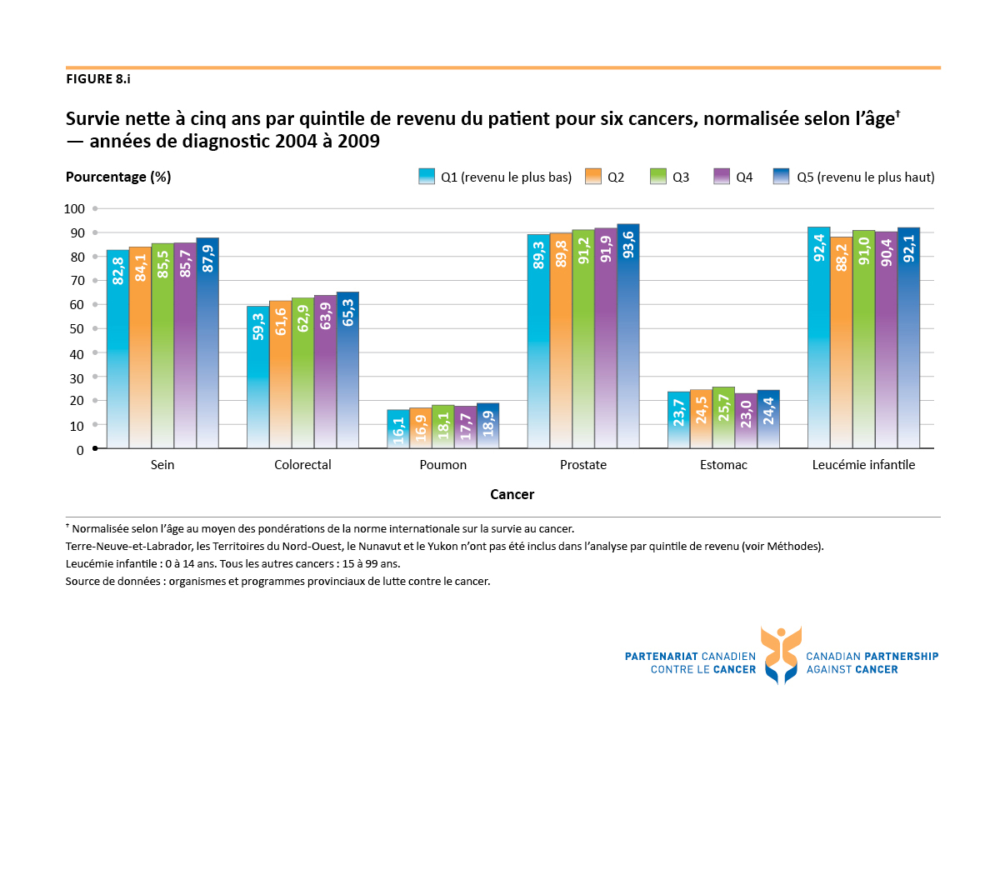 FIGURE 8.i
Survie nette à cinq ans par quintile de revenu du patient pour six cancers, normalisée selon l’âge†
— années de diagnostic 2004 à 2009
Pourcentage (%)
Q1 (revenu le plus bas) Q2 Q3 Q4 Q5 (revenu le plus haut)
100
90
80
70
60
50
40
30
20
10
0
82,8 84,1 85,5 85,7 87,9
59,3 61,6 62,9 63,9 65,3
16,1 16,9 18,1 17,7 18,9
89,3 89,8 91,2 91,9 93,6
23,7 24,5 25,7 23,0 24,4
92,4 88,2 91,0 90,4 92,1
Sein Colorectal Poumon Prostate Estomac Leucémie infantile
Cancer
† Normalisée selon l’âge au moyen des pondérations de la norme internationale sur la survie au cancer.
Terre-Neuve-et-Labrador, les Territoires du Nord-Ouest, le Nunavut et le Yukon n’ont pas été inclus dans l’analyse par quintile de revenu (voir Méthodes).
Leucémie infantile : 0 à 14 ans. Tous les autres cancers : 15 à 99 ans.
Source de données : organismes et programmes provinciaux de lutte contre le cancer.
PARTENARIAT CANADIEN
CONTRE LE CANCER
CANADIAN PARTNERSHIP
AGAINST CANCER